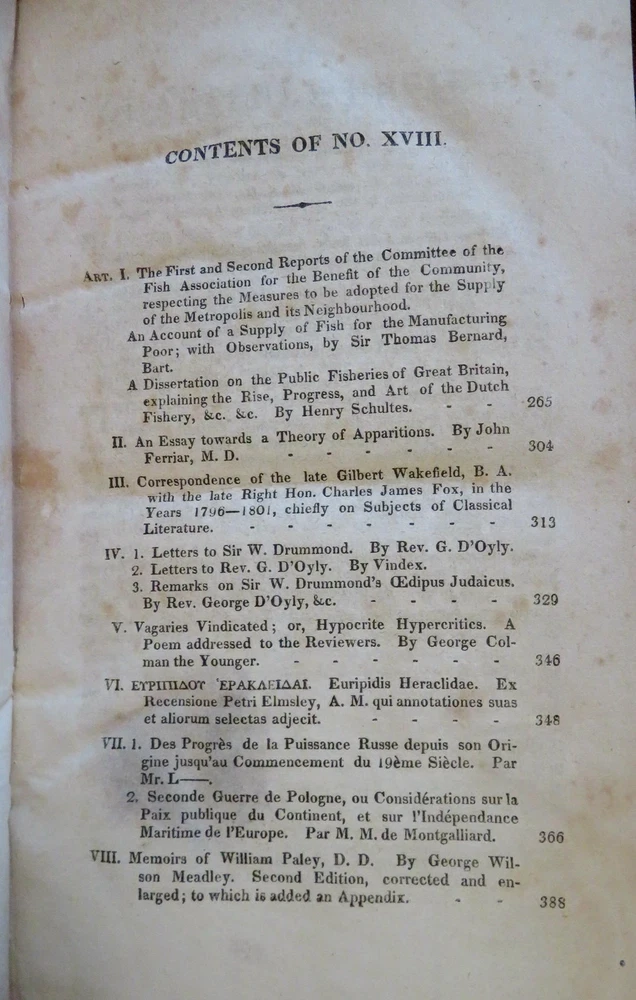 CONTENTS OF NO. XVIII.
ART. I. The First and Second Reports of the Committee of the
Fish Association for the Benefit of the Community,
respecting the Measures to be adopted for the Supply
of the Metropolis and its Neighbourhood.
An Account of a Supply of Fish for the Manufacturing
Poor; with Observations, by Sir Thomas Bernard,
Bart.
A Dissertation on the Public Fisheries of Great Britain,
explaining the Rise, Progress, and Art of the Dutch
Fishery, &c. &c. By Henry Schultes. - - 265
II. An Essay towards a Theory of Apparitions. By John
Ferriar, M. D. - - - - - - 304
III. Correspondence of the late Gilbert Wakefield, B. A.
with the late Right Hon. Charles James Fox, in the
Years 1796—1801, chiefly on Subjects of Classical
Literature. - - - - - - - 313
IV. 1. Letters to Sir W. Drummond. By Rev. G. D'Oyly.
2. Letters to Rev. G. D'Oyly. By Vindex.
3. Remarks on Sir W. Drummond's Œdipus Judaicus.
By Rev. George D'Oyly, &c. - - - - 329
V. Vagaries Vindicated; or, Hypocrite Hypercritics. A
Poem addressed to the Reviewers. By George Col-
man the Younger. - - - - - - 346
VI. ΕΥΡΙΠΙΔΟΥ ἩΡΑΚΛΕΙΔΑΙ. Euripidis Heraclidae. Ex
Recensione Petri Elmsley, A. M. qui annotationes suas
et aliorum selectas adjecit. - - - - 348
VII. 1. Des Progrès de la Puissance Russe depuis son Ori-
gine jusqu'au Commencement du 19ème Siècle. Par
Mr. L——.
2. Seconde Guerre de Pologne, ou Considérations sur la
Paix publique du Continent, et sur l'Indépendance
Maritime de l'Europe. Par M. M. de Montgalliard. 366
VIII. Memoirs of William Paley, D. D. By George Wil-
son Meadley. Second Edition, corrected and en-
larged; to which is added an Appendix. - - 388